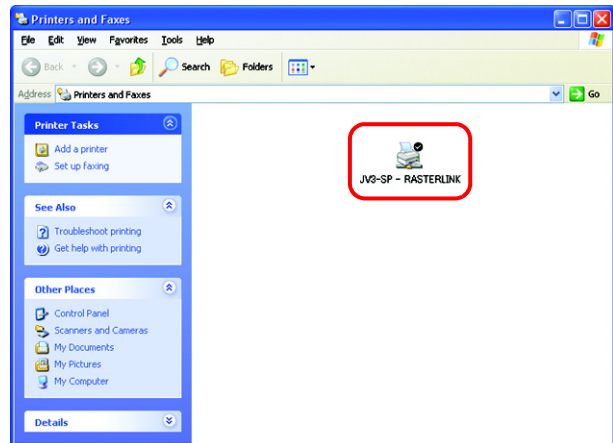 Printers and Faxes
File Edit View Favorites Tools Help
Back Search Folders
Address Printers and Faxes Go
Printer Tasks
Add a printer
Set up faxing
See Also
Troubleshoot printing
Get help with printing
Other Places
Control Panel
Scanners and Cameras
My Documents
My Pictures
My Computer
Details
JV3-SP - RASTERLINK